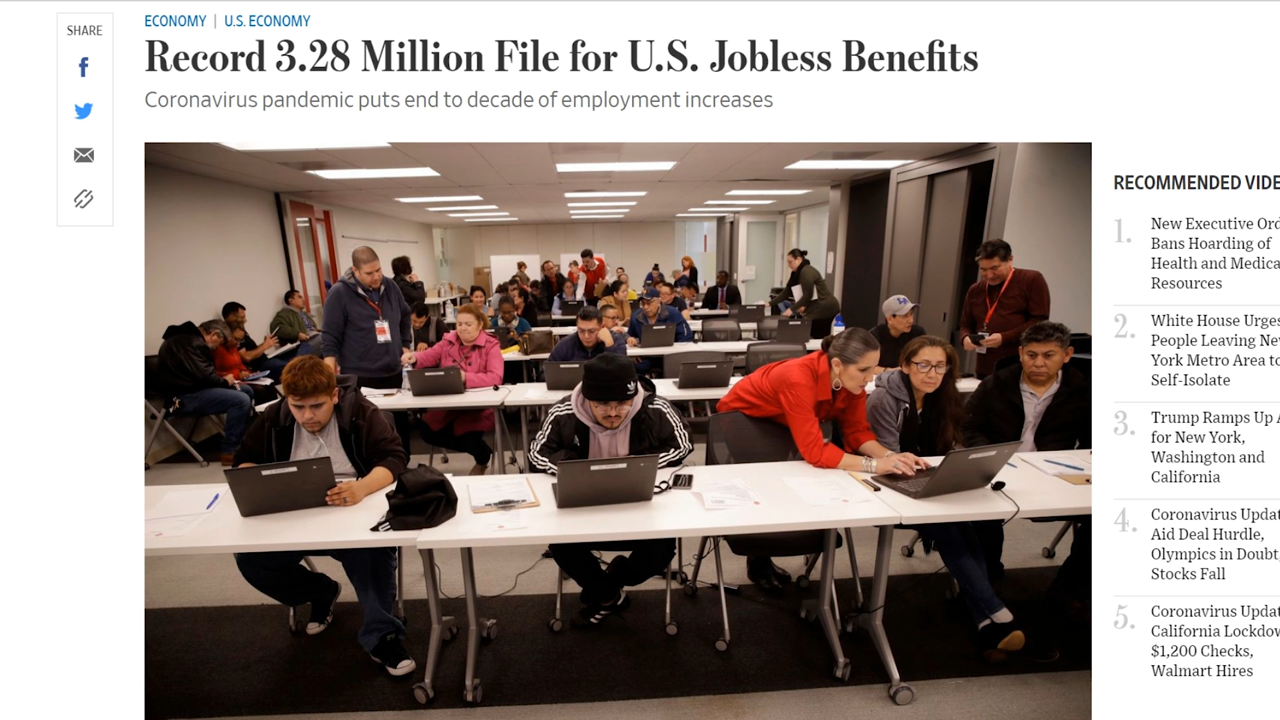 SHARE
ECONOMY | U.S. ECONOMY
Record 3.28 Million File for U.S. Jobless Benefits
Coronavirus pandemic puts end to decade of employment increases
RECOMMENDED VIDE
1. New Executive Ord
Bans Hoarding of
Health and Medica
Resources
2. White House Urges
People Leaving Ne
York Metro Area to
Self-Isolate
3. Trump Ramps Up A
for New York,
Washington and
California
4. Coronavirus Updat
Aid Deal Hurdle,
Olympics in Doubt,
Stocks Fall
5. Coronavirus Updat
California Lockdow
$1,200 Checks,
Walmart Hires